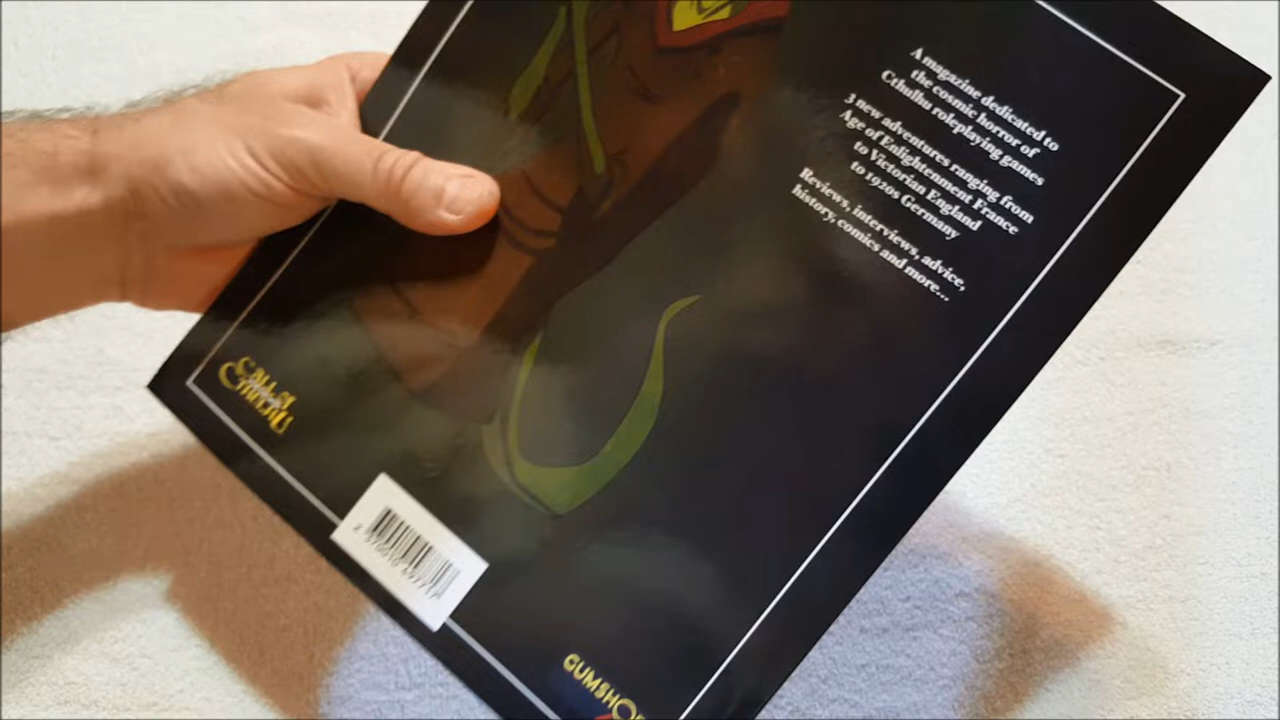 A magazine dedicated to
the cosmic horror of
Cthulhu roleplaying games
3 new adventures ranging from
Age of Enlightenment France
to Victorian England
to 1920s Germany
Reviews, interviews, advice,
history, comics and more...
CALL OF
CTHULHU